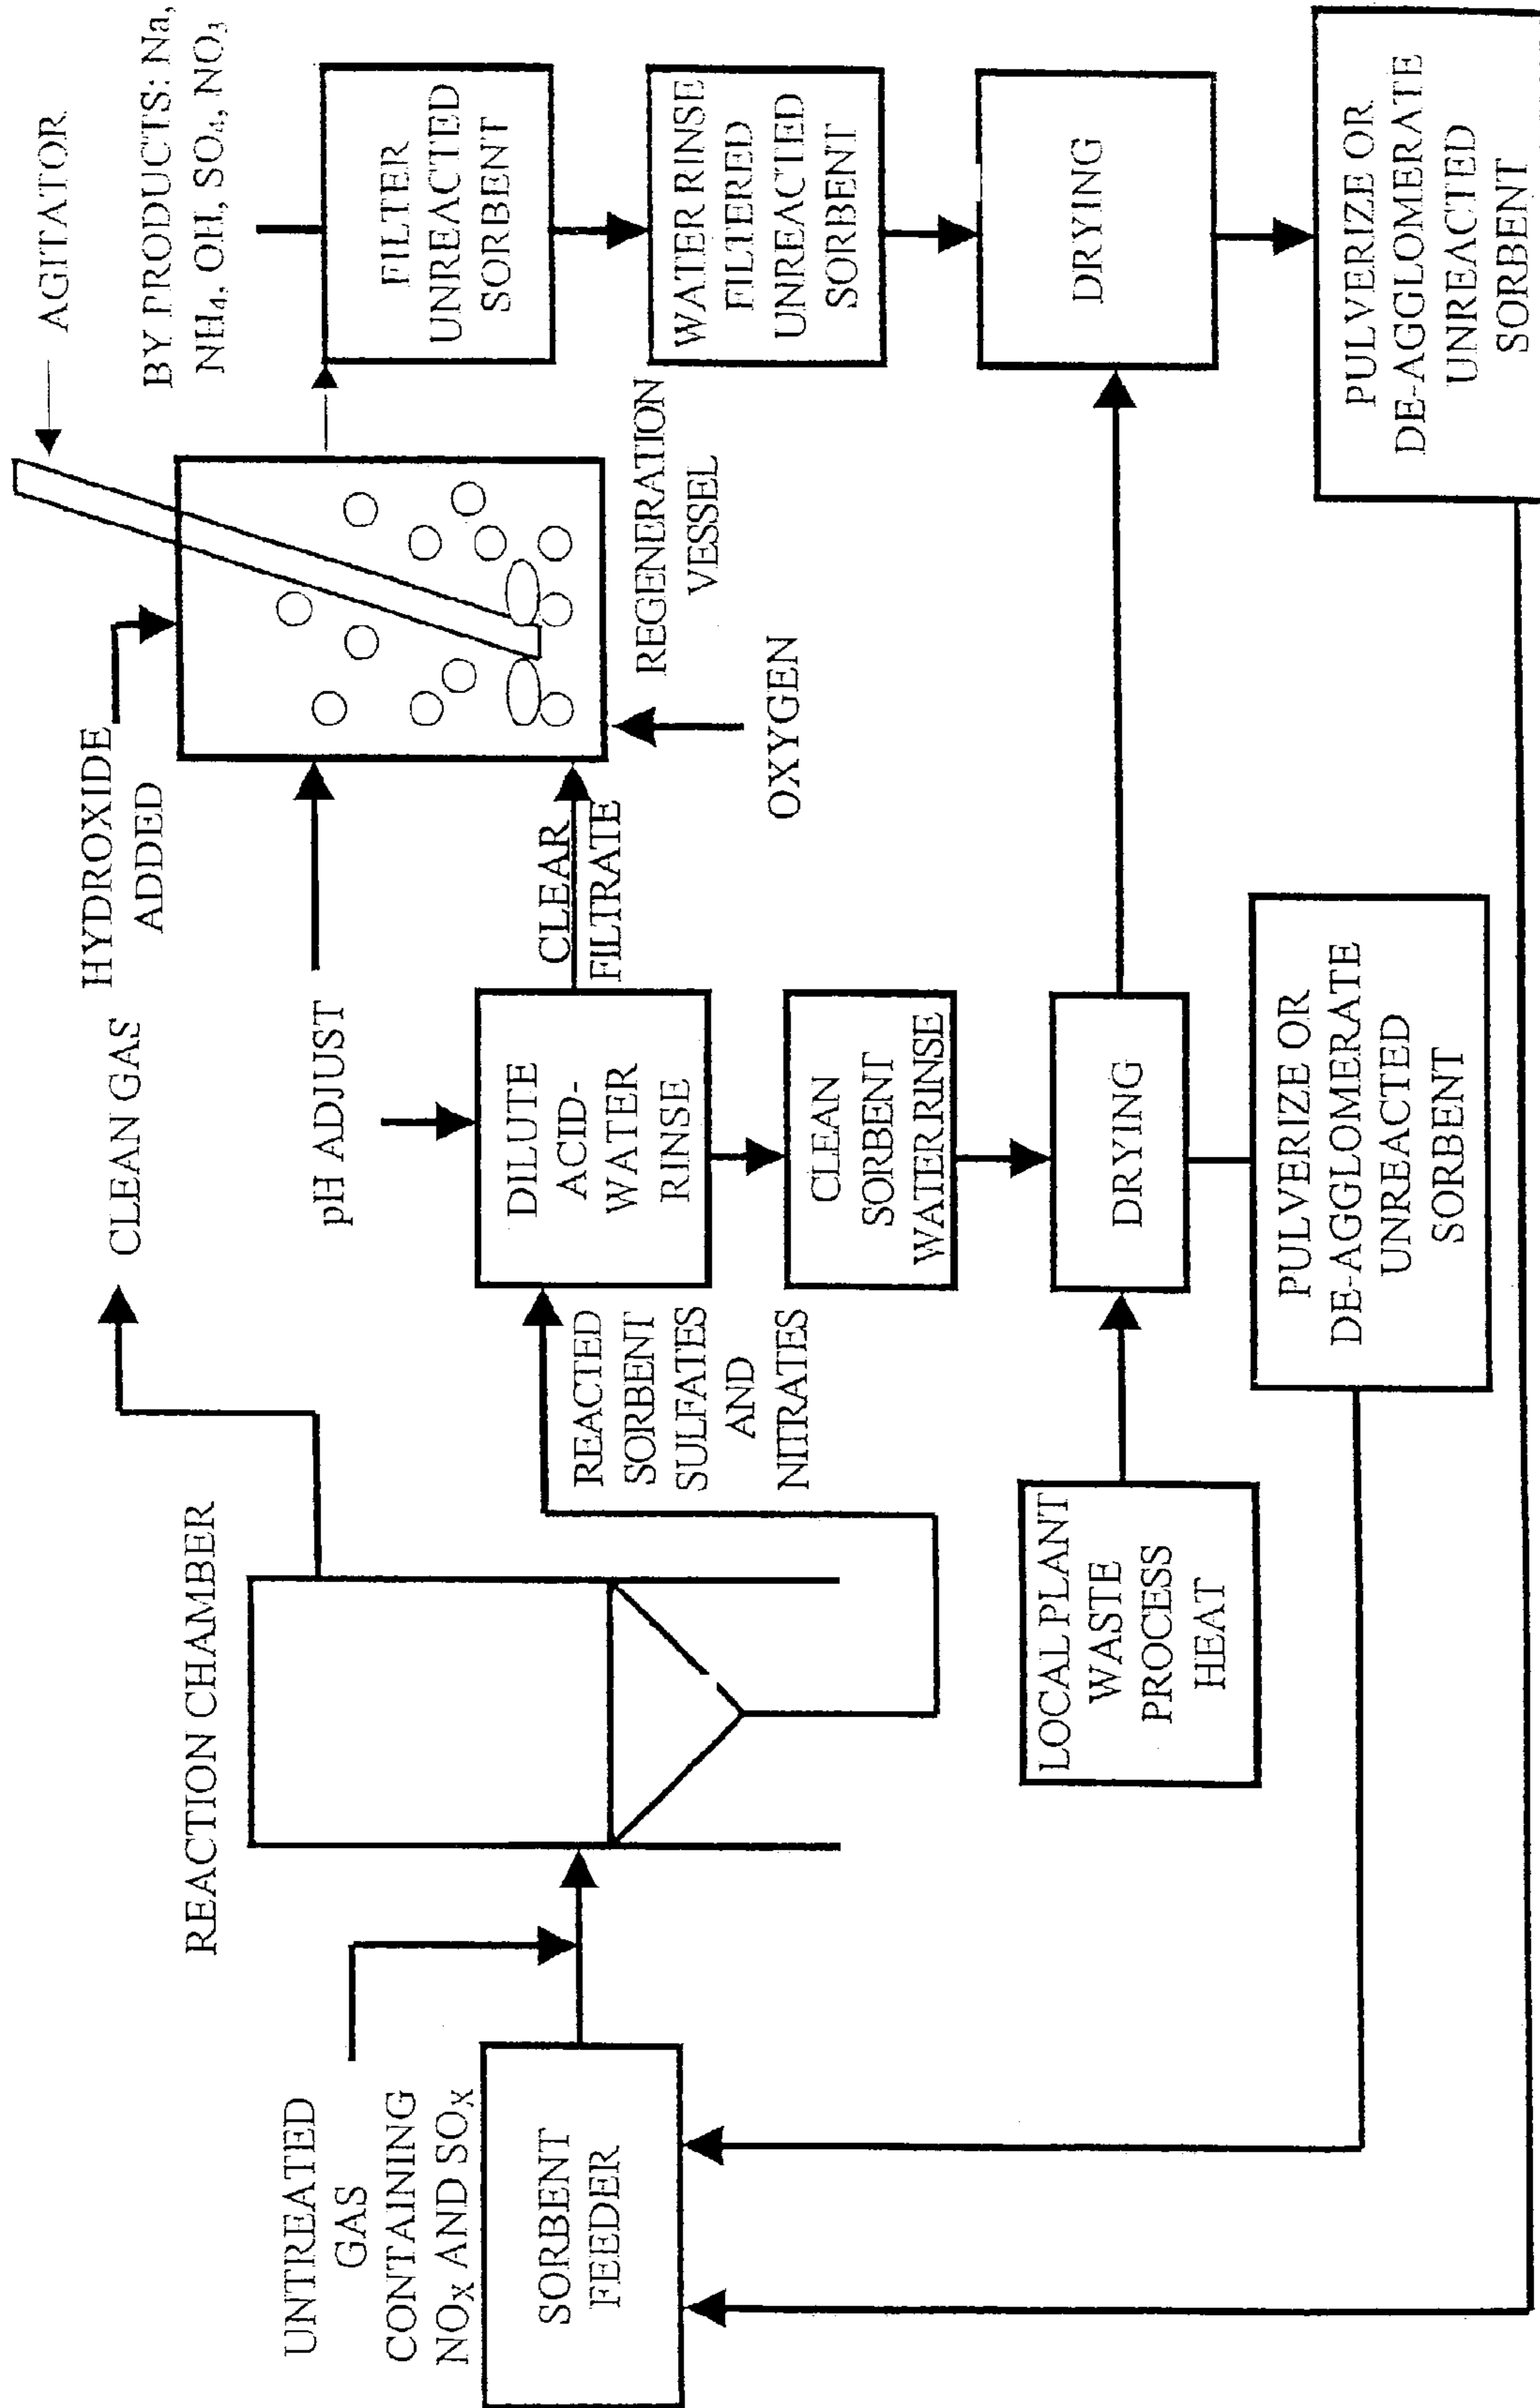 UNTREATED
GAS
CONTAINING
NOX AND SOX
SORBENT
FEEDER
REACTION CHAMBER
CLEAN GAS
REACTED
SORBENT
SULFATES
AND
NITRATES
LOCAL PLANT
WASTE
PROCESS
HEAT
pH ADJUST
DILUTE
ACID-
WATER
RINSE
CLEAN
SORBENT
WATER RINSE
DRYING
PULVERIZE OR
DE-AGGLOMERATE
UNREACTED
SORBENT
CLEAR
FILTRATE
HYDROXIDE
ADDED
OXYGEN
REGENERATION
VESSEL
AGITATOR
BY PRODUCTS: Na,
NH4, OH, SO4, NO3
FILTER
UNREACTED
SORBENT
WATER RINSE
FILTERED
UNREACTED
SORBENT
DRYING
PULVERIZE OR
DE-AGGLOMERATE
UNREACTED
SORBENT